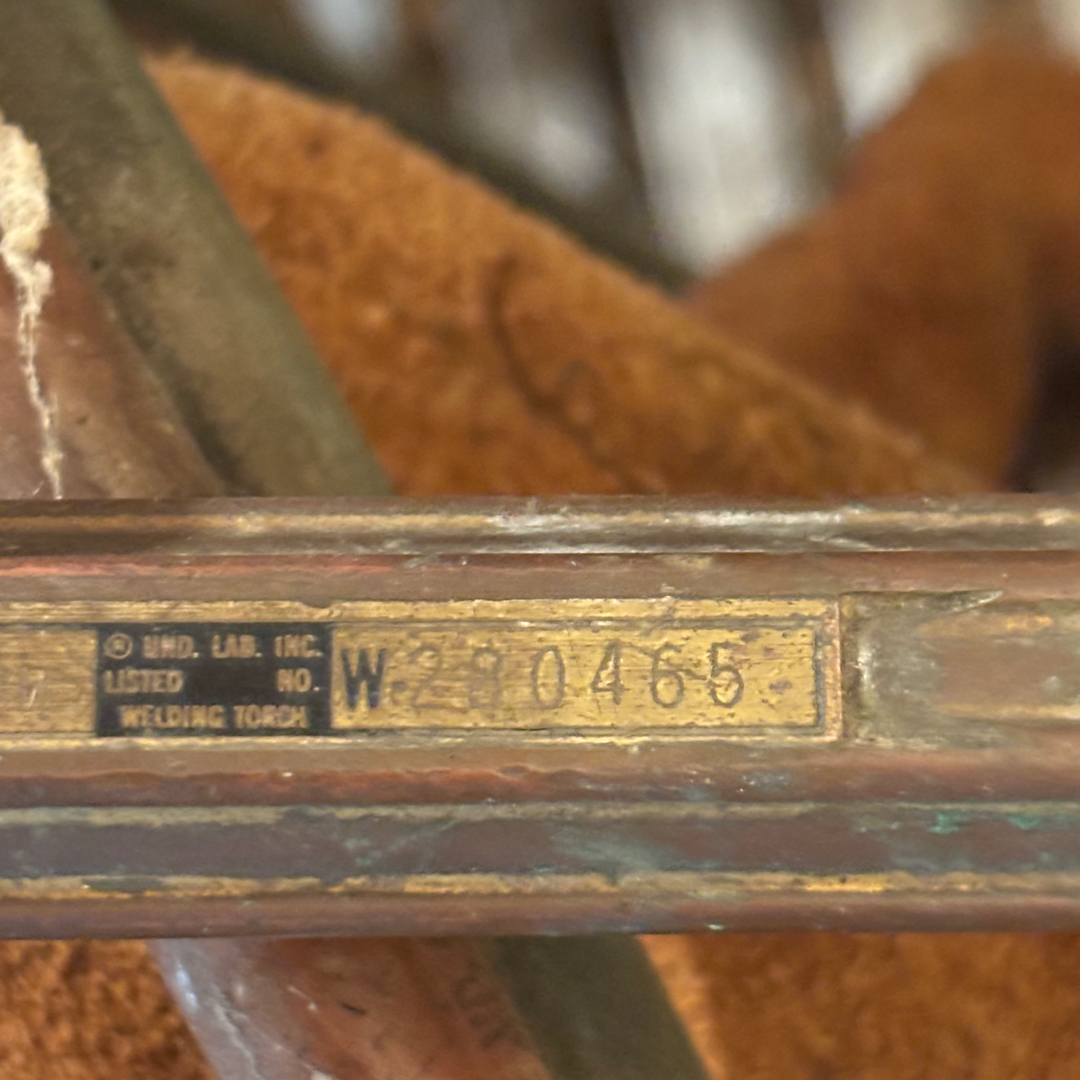 ® UND. LAB. INC.
LISTED NO.
WELDING TORCH
W-280465